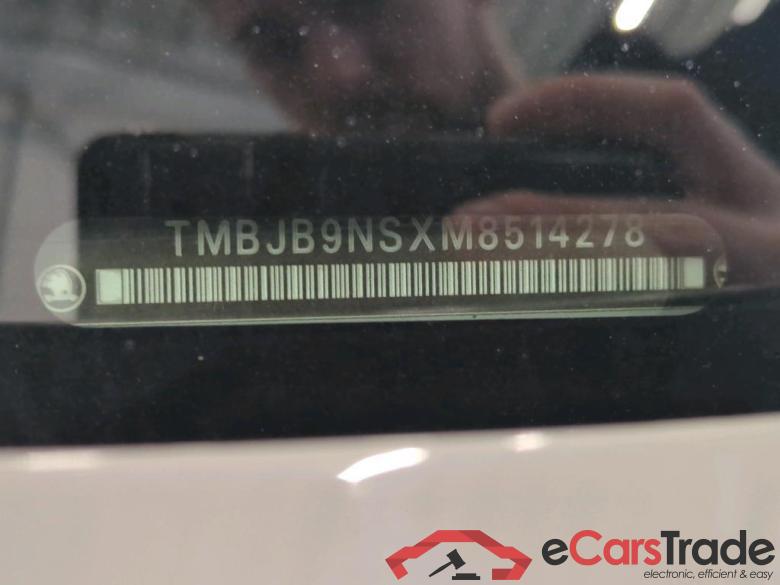 TMBJB9NSXM8514278
eCarsTrade
electronic, efficient & easy